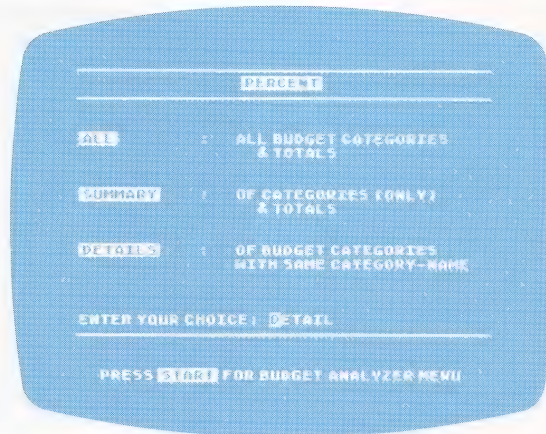 PERCENT
ALL : ALL BUDGET CATEGORIES
& TOTALS
SUMMARY : OF CATEGORIES (ONLY)
& TOTALS
DETAILS : OF BUDGET CATEGORIES
WITH SAME CATEGORY-NAME
ENTER YOUR CHOICE: DETAIL
PRESS START FOR BUDGET ANALYZER MENU